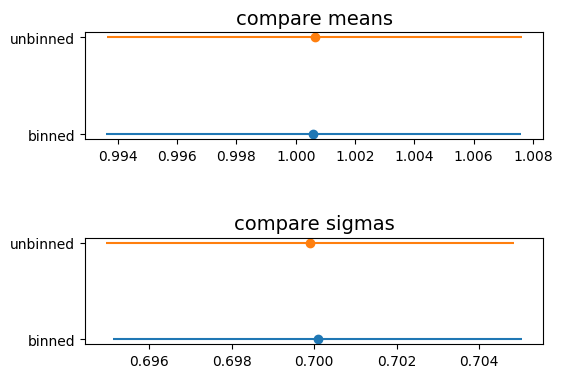 compare means
unbinned
binned
0.994 0.996 0.998 1.000 1.002 1.004 1.006 1.008
compare sigmas
unbinned
binned
0.696 0.698 0.700 0.702 0.704